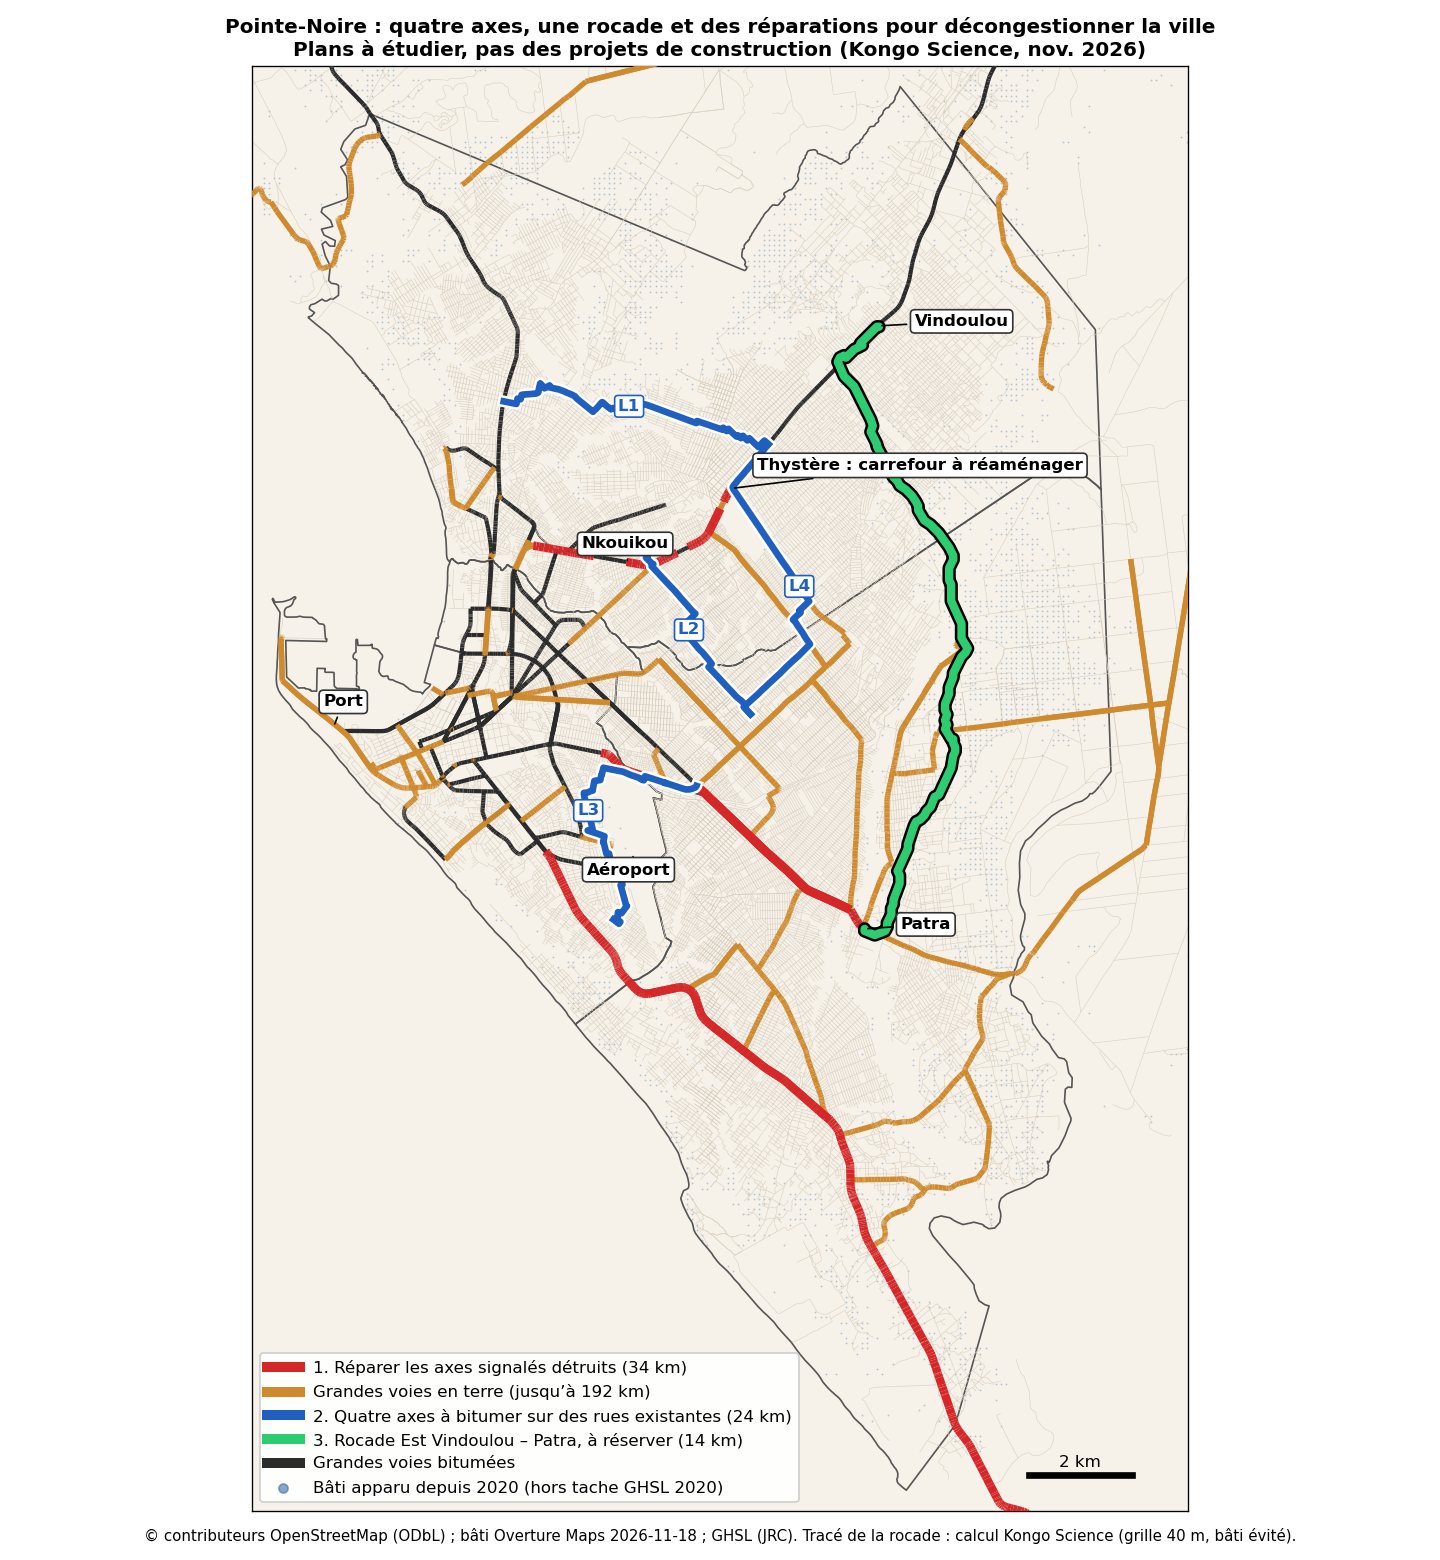 Pointe-Noire : quatre axes, une rocade et des réparations pour décongestionner la ville
Plans à étudier, pas des projets de construction (Kongo Science, nov. 2026)
Vindoulou
L1
Thystère : carrefour à réaménager
Nkouikou
L4
L2
Port
L3
Aéroport
Patra
1. Réparer les axes signalés détruits (34 km)
Grandes voies en terre (jusqu’à 192 km)
2. Quatre axes à bitumer sur des rues existantes (24 km)
3. Rocade Est Vindoulou – Patra, à réserver (14 km)
Grandes voies bitumées
Bâti apparu depuis 2020 (hors tache GHSL 2020)
2 km
© contributeurs OpenStreetMap (ODbL) ; bâti Overture Maps 2026-11-18 ; GHSL (JRC). Tracé de la rocade : calcul Kongo Science (grille 40 m, bâti évité).